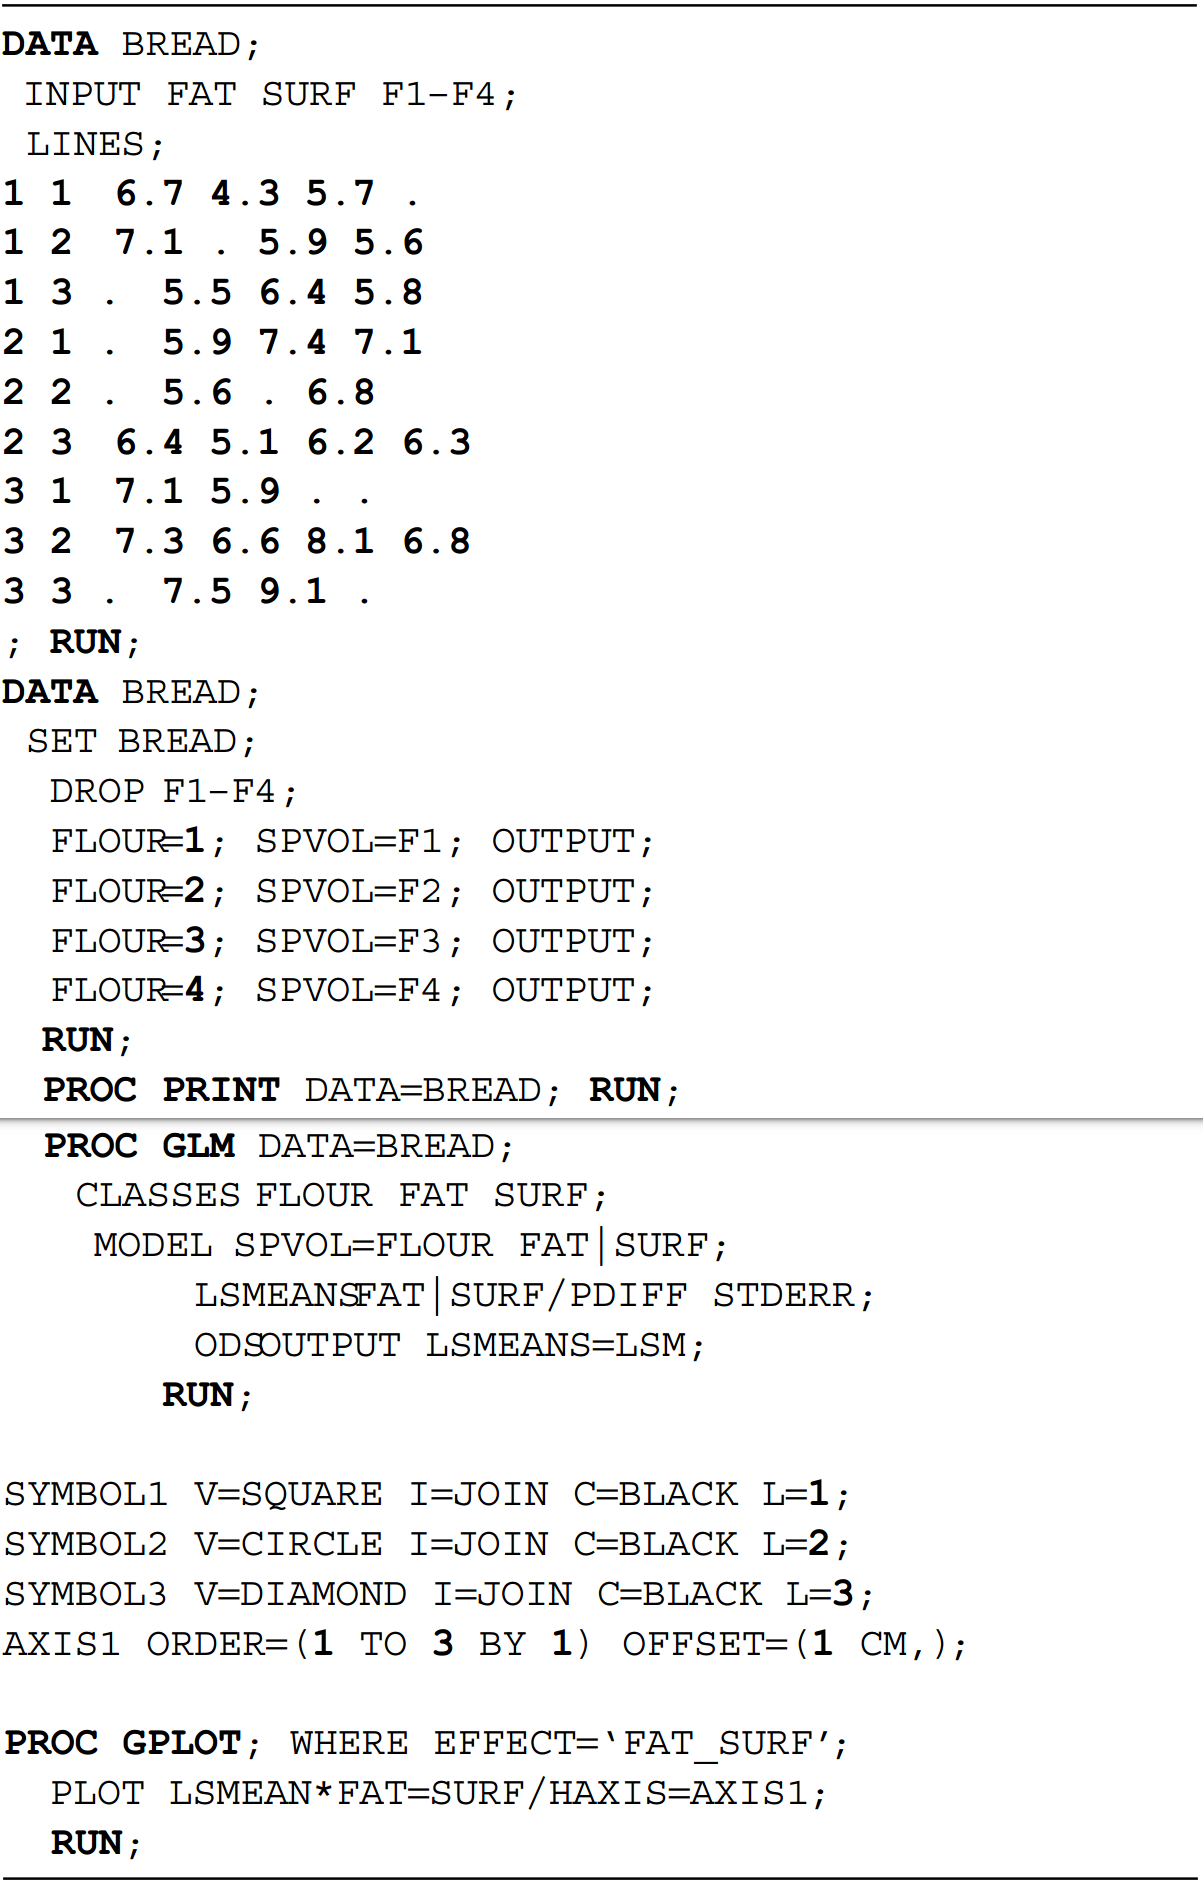 DATA BREAD;
INPUT FAT SURF F1-F4;
LINES;
1 1 6.7 4.3 5.7 .
1 2 7.1 . 5.9 5.6
1 3 . 5.5 6.4 5.8
2 1 . 5.9 7.4 7.1
2 2 . 5.6 . 6.8
2 3 6.4 5.1 6.2 6.3
3 1 7.1 5.9 . .
3 2 7.3 6.6 8.1 6.8
3 3 . 7.5 9.1 .
; RUN;
DATA BREAD;
SET BREAD;
DROP F1-F4;
FLOUR=1; SPVOL=F1; OUTPUT;
FLOUR=2; SPVOL=F2; OUTPUT;
FLOUR=3; SPVOL=F3; OUTPUT;
FLOUR=4; SPVOL=F4; OUTPUT;
RUN;
PROC PRINT DATA=BREAD; RUN;
PROC GLM DATA=BREAD;
CLASSES FLOUR FAT SURF;
MODEL SPVOL=FLOUR FAT|SURF;
LSMEANSFAT|SURF/PDIFF STDERR;
ODSOUTPUT LSMEANS=LSM;
RUN;
SYMBOL1 V=SQUARE I=JOIN C=BLACK L=1;
SYMBOL2 V=CIRCLE I=JOIN C=BLACK L=2;
SYMBOL3 V=DIAMOND I=JOIN C=BLACK L=3;
AXIS1 ORDER=(1 TO 3 BY 1) OFFSET=(1 CM,);
PROC GPLOT; WHERE EFFECT=‘FAT_SURF’;
PLOT LSMEAN*FAT=SURF/HAXIS=AXIS1;
RUN;